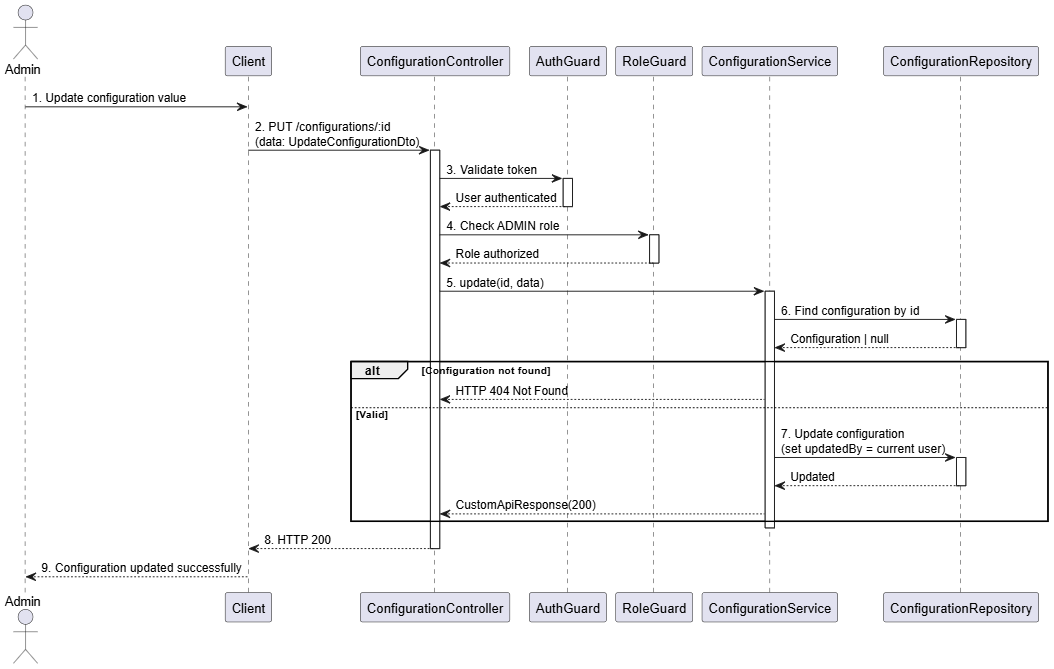 Admin
Client
ConfigurationController
AuthGuard
RoleGuard
ConfigurationService
ConfigurationRepository
1. Update configuration value
2. PUT /configurations/:id
(data: UpdateConfigurationDto)
3. Validate token
User authenticated
4. Check ADMIN role
Role authorized
5. update(id, data)
6. Find configuration by id
Configuration | null
alt
[Configuration not found]
HTTP 404 Not Found
[Valid]
7. Update configuration
(set updatedBy = current user)
Updated
CustomApiResponse(200)
8. HTTP 200
9. Configuration updated successfully
Admin
Client
ConfigurationController
AuthGuard
RoleGuard
ConfigurationService
ConfigurationRepository